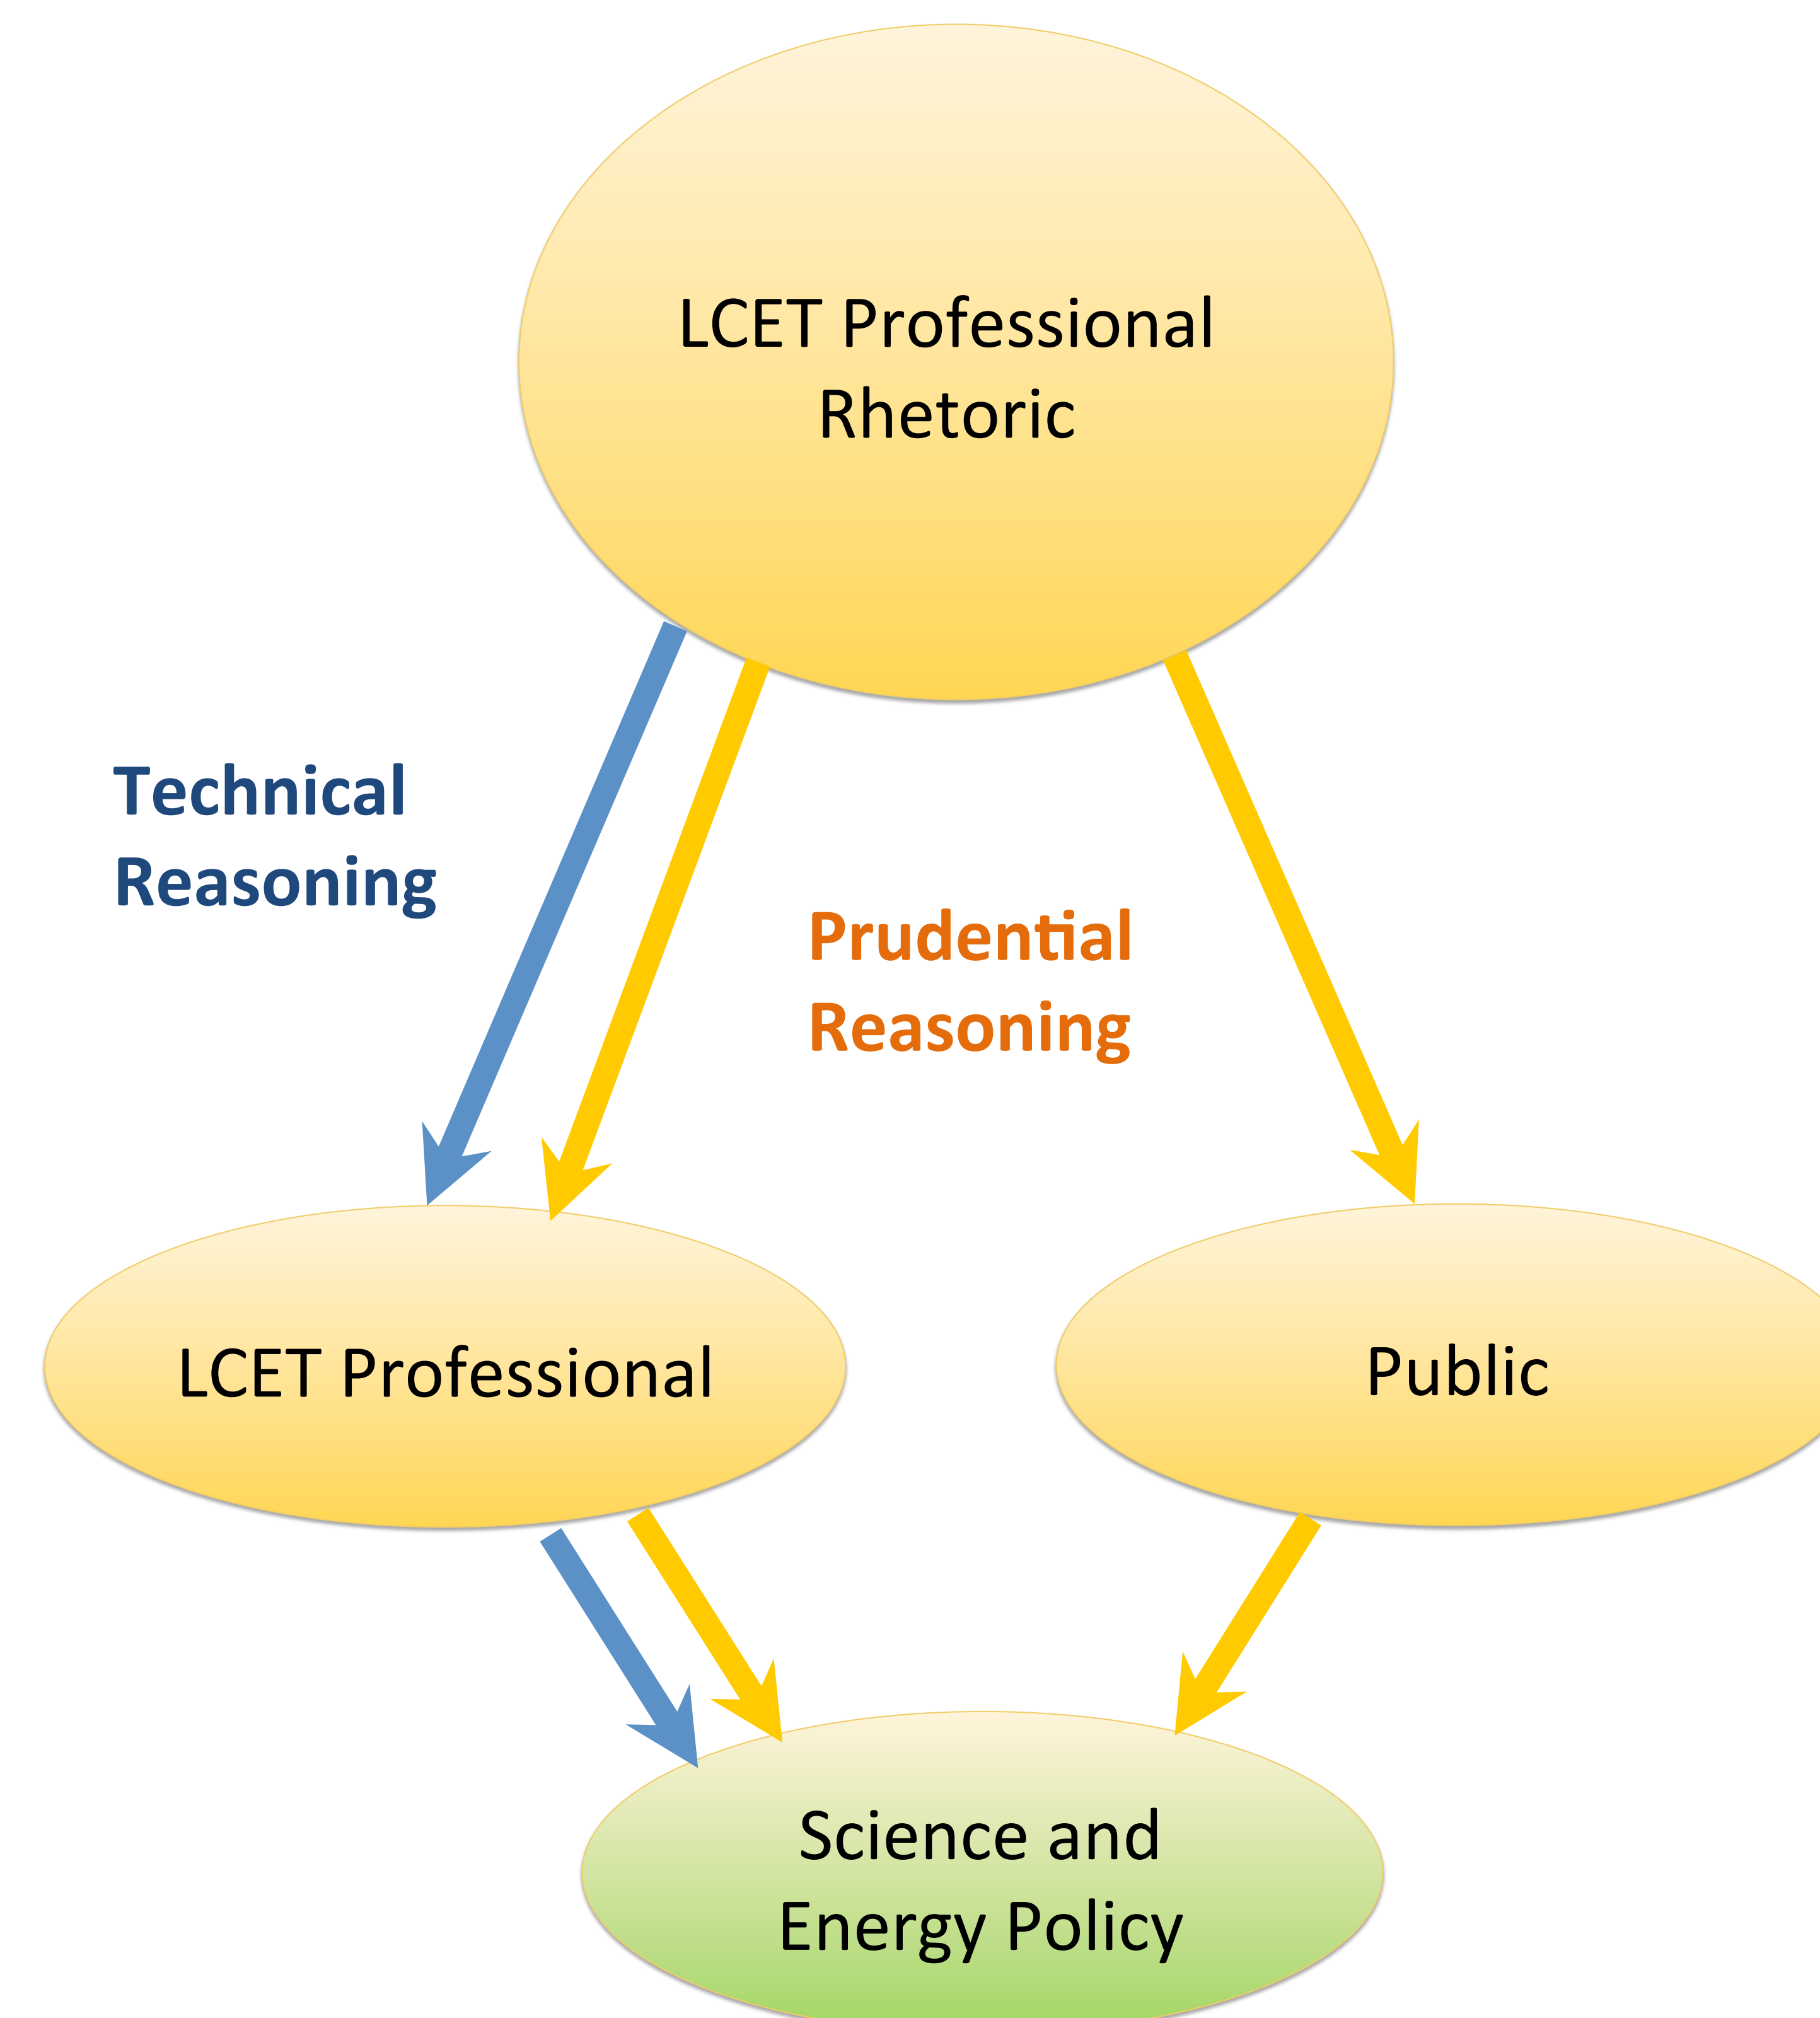 LCET Professional
Rhetoric
Technical
Reasoning
Prudential
Reasoning
LCET Professional
Public
Science and
Energy Policy